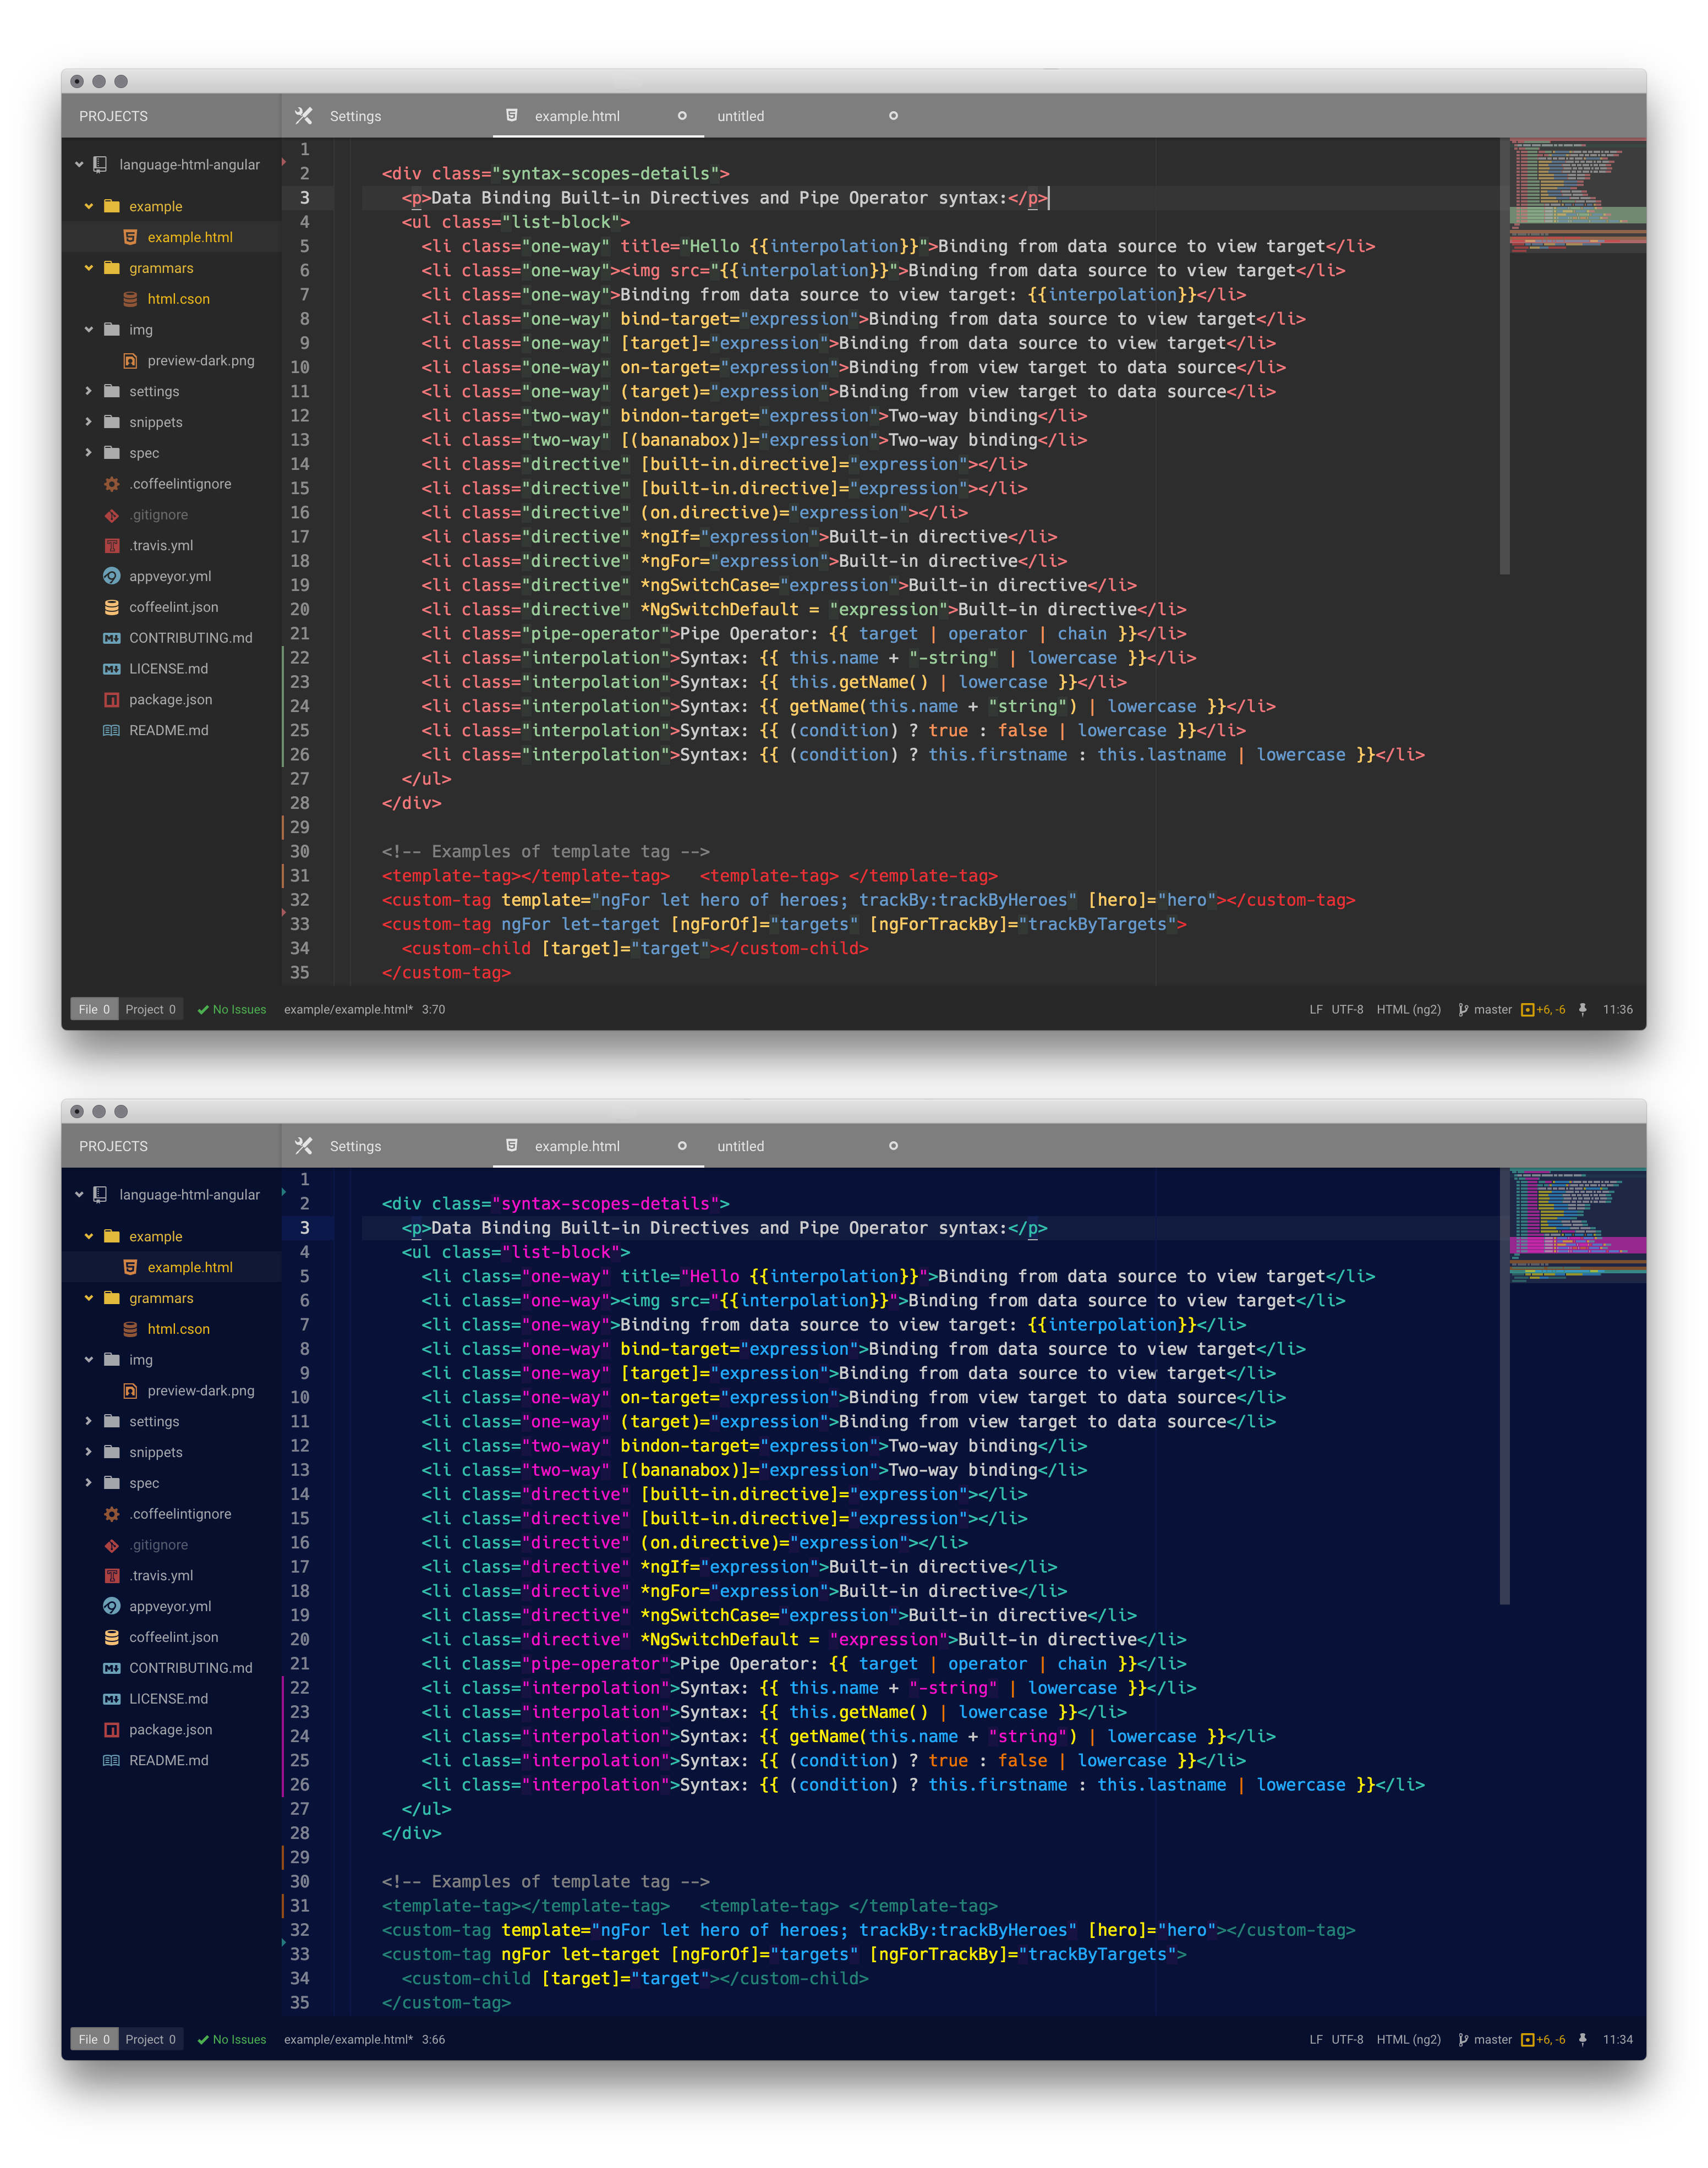 PROJECTS
Settings
example.html
untitled
language-html-angular
example
example.html
grammars
html.cson
img
preview-dark.png
settings
snippets
spec
.coffeelintignore
.gitignore
.travis.yml
appveyor.yml
coffeelint.json
CONTRIBUTING.md
LICENSE.md
package.json
README.md
1
2 <div class="syntax-scopes-details">
3 <p>Data Binding Built-in Directives and Pipe Operator syntax:</p>
4 <ul class="list-block">
5 <li class="one-way" title="Hello {{interpolation}}">Binding from data source to view target</li>
6 <li class="one-way"><img src="{{interpolation}}">Binding from data source to view target</li>
7 <li class="one-way">Binding from data source to view target: {{interpolation}}</li>
8 <li class="one-way" bind-target="expression">Binding from data source to view target</li>
9 <li class="one-way" [target]="expression">Binding from data source to view target</li>
10 <li class="one-way" on-target="expression">Binding from view target to data source</li>
11 <li class="one-way" (target)="expression">Binding from view target to data source</li>
12 <li class="two-way" bindon-target="expression">Two-way binding</li>
13 <li class="two-way" [(bananabox)]="expression">Two-way binding</li>
14 <li class="directive" [built-in.directive]="expression"></li>
15 <li class="directive" [built-in.directive]="expression"></li>
16 <li class="directive" (on.directive)="expression"></li>
17 <li class="directive" *ngIf="expression">Built-in directive</li>
18 <li class="directive" *ngFor="expression">Built-in directive</li>
19 <li class="directive" *ngSwitchCase="expression">Built-in directive</li>
20 <li class="directive" *NgSwitchDefault = "expression">Built-in directive</li>
21 <li class="pipe-operator">Pipe Operator: {{ target | operator | chain }}</li>
22 <li class="interpolation">Syntax: {{ this.name + "-string" | lowercase }}</li>
23 <li class="interpolation">Syntax: {{ this.getName() | lowercase }}</li>
24 <li class="interpolation">Syntax: {{ getName(this.name + "string") | lowercase }}</li>
25 <li class="interpolation">Syntax: {{ (condition) ? true : false | lowercase }}</li>
26 <li class="interpolation">Syntax: {{ (condition) ? this.firstname : this.lastname | lowercase }}</li>
27 </ul>
28 </div>
29
30 <!-- Examples of template tag -->
31 <template-tag></template-tag> <template-tag> </template-tag>
32 <custom-tag template="ngFor let hero of heroes; trackBy:trackByHeroes" [hero]="hero"></custom-tag>
33 <custom-tag ngFor let-target [ngForOf]="targets" [ngForTrackBy]="trackByTargets">
34 <custom-child [target]="target"></custom-child>
35 </custom-tag>
File 0 Project 0 No Issues example/example.html* 3:70 LF UTF-8 HTML (ng2) master +6, -6 11:36
PROJECTS
Settings
example.html
untitled
language-html-angular
example
example.html
grammars
html.cson
img
preview-dark.png
settings
snippets
spec
.coffeelintignore
.gitignore
.travis.yml
appveyor.yml
coffeelint.json
CONTRIBUTING.md
LICENSE.md
package.json
README.md
1
2 <div class="syntax-scopes-details">
3 <p>Data Binding Built-in Directives and Pipe Operator syntax:</p>
4 <ul class="list-block">
5 <li class="one-way" title="Hello {{interpolation}}">Binding from data source to view target</li>
6 <li class="one-way"><img src="{{interpolation}}">Binding from data source to view target</li>
7 <li class="one-way">Binding from data source to view target: {{interpolation}}</li>
8 <li class="one-way" bind-target="expression">Binding from data source to view target</li>
9 <li class="one-way" [target]="expression">Binding from data source to view target</li>
10 <li class="one-way" on-target="expression">Binding from view target to data source</li>
11 <li class="one-way" (target)="expression">Binding from view target to data source</li>
12 <li class="two-way" bindon-target="expression">Two-way binding</li>
13 <li class="two-way" [(bananabox)]="expression">Two-way binding</li>
14 <li class="directive" [built-in.directive]="expression"></li>
15 <li class="directive" [built-in.directive]="expression"></li>
16 <li class="directive" (on.directive)="expression"></li>
17 <li class="directive" *ngIf="expression">Built-in directive</li>
18 <li class="directive" *ngFor="expression">Built-in directive</li>
19 <li class="directive" *ngSwitchCase="expression">Built-in directive</li>
20 <li class="directive" *NgSwitchDefault = "expression">Built-in directive</li>
21 <li class="pipe-operator">Pipe Operator: {{ target | operator | chain }}</li>
22 <li class="interpolation">Syntax: {{ this.name + "-string" | lowercase }}</li>
23 <li class="interpolation">Syntax: {{ this.getName() | lowercase }}</li>
24 <li class="interpolation">Syntax: {{ getName(this.name + "string") | lowercase }}</li>
25 <li class="interpolation">Syntax: {{ (condition) ? true : false | lowercase }}</li>
26 <li class="interpolation">Syntax: {{ (condition) ? this.firstname : this.lastname | lowercase }}</li>
27 </ul>
28 </div>
29
30 <!-- Examples of template tag -->
31 <template-tag></template-tag> <template-tag> </template-tag>
32 <custom-tag template="ngFor let hero of heroes; trackBy:trackByHeroes" [hero]="hero"></custom-tag>
33 <custom-tag ngFor let-target [ngForOf]="targets" [ngForTrackBy]="trackByTargets">
34 <custom-child [target]="target"></custom-child>
35 </custom-tag>
File 0 Project 0 No Issues example/example.html* 3:66 LF UTF-8 HTML (ng2) master +6, -6 11:34